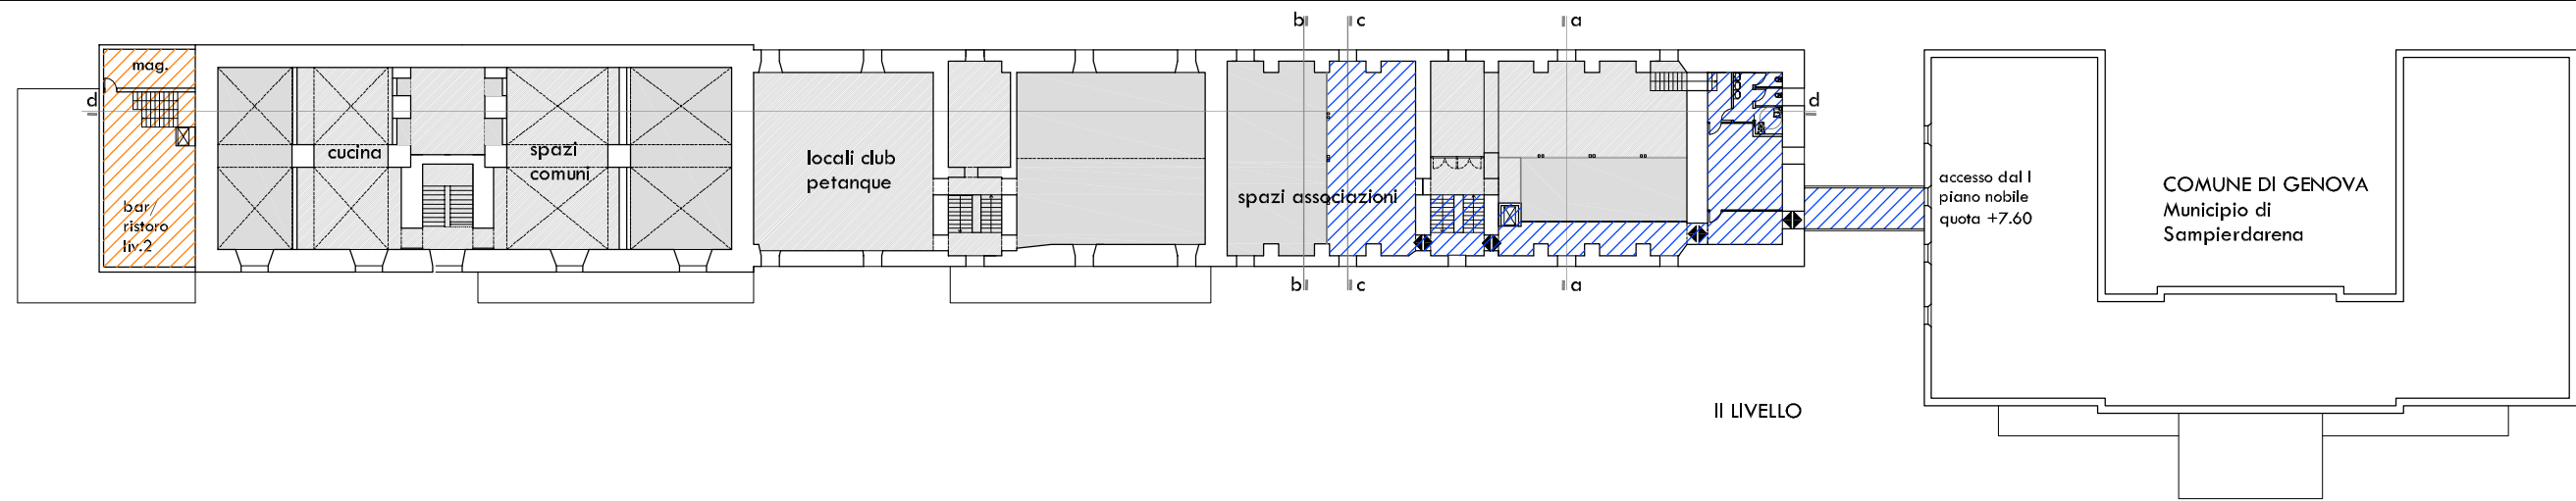 b c a
mag.
d d
cucina
spazi
comuni
locali club
petanque
spazi associazioni
bar/
ristoro
liv.2
accesso dal I
piano nobile
quota +7.60
COMUNE DI GENOVA
Municipio di
Sampierdarena
b c a
II LIVELLO